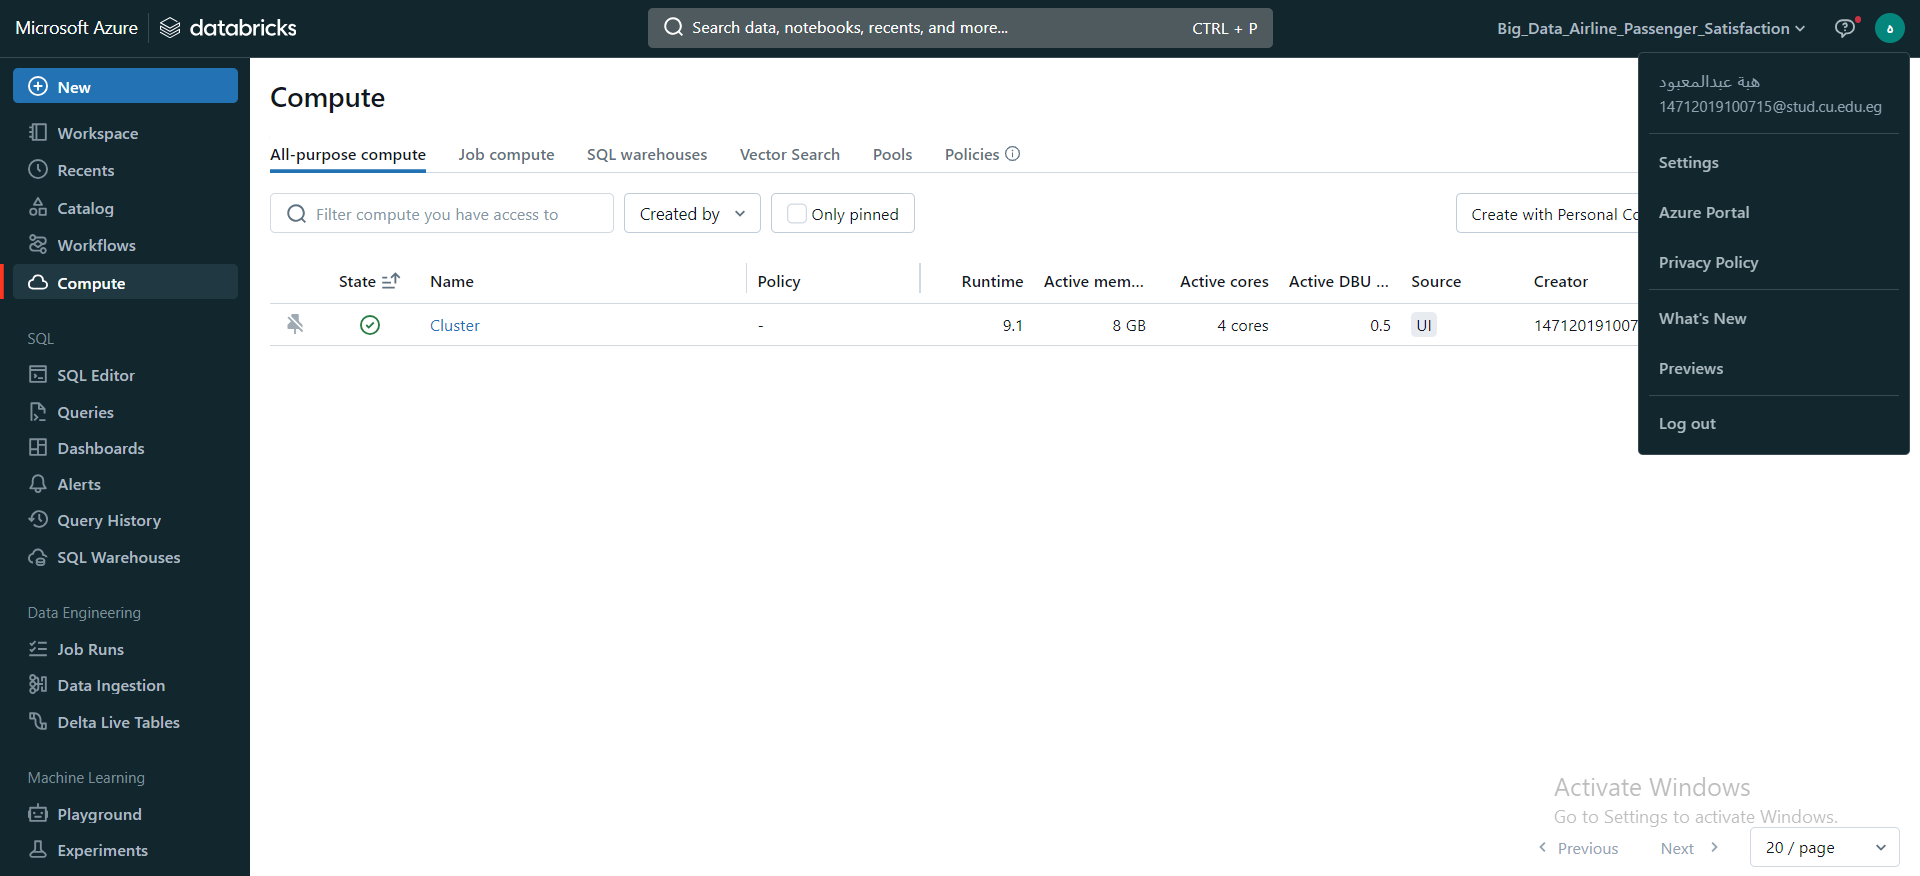 Microsoft Azure databricks
Search data, notebooks, recents, and more... CTRL + P
Big_Data_Airline_Passenger_Satisfaction
ه
New
Workspace
Recents
Catalog
Workflows
Compute
SQL
SQL Editor
Queries
Dashboards
Alerts
Query History
SQL Warehouses
Data Engineering
Job Runs
Data Ingestion
Delta Live Tables
Machine Learning
Playground
Experiments
Compute
All-purpose compute Job compute SQL warehouses Vector Search Pools Policies
Filter compute you have access to Created by Only pinned Create with Personal Co
State Name Policy Runtime Active mem... Active cores Active DBU ... Source Creator
Cluster - 9.1 8 GB 4 cores 0.5 UI 147120191007
هبة عبدالمعبود
14712019100715@stud.cu.edu.eg
Settings
Azure Portal
Privacy Policy
What's New
Previews
Log out
Activate Windows
Go to Settings to activate Windows.
Previous Next 20 / page